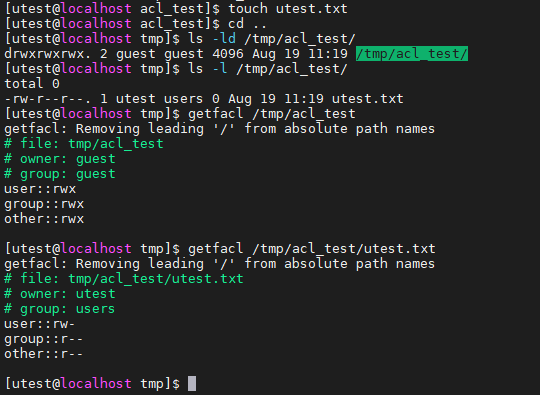 [utest@localhost acl_test]$ touch utest.txt
[utest@localhost acl_test]$ cd ..
[utest@localhost tmp]$ ls -ld /tmp/acl_test/
drwxrwxrwx. 2 guest guest 4096 Aug 19 11:19 /tmp/acl_test/
[utest@localhost tmp]$ ls -l /tmp/acl_test/
total 0
-rw-r--r--. 1 utest users 0 Aug 19 11:19 utest.txt
[utest@localhost tmp]$ getfacl /tmp/acl_test
getfacl: Removing leading '/' from absolute path names
# file: tmp/acl_test
# owner: guest
# group: guest
user::rwx
group::rwx
other::rwx

[utest@localhost tmp]$ getfacl /tmp/acl_test/utest.txt
getfacl: Removing leading '/' from absolute path names
# file: tmp/acl_test/utest.txt
# owner: utest
# group: users
user::rw-
group::r--
other::r--

[utest@localhost tmp]$